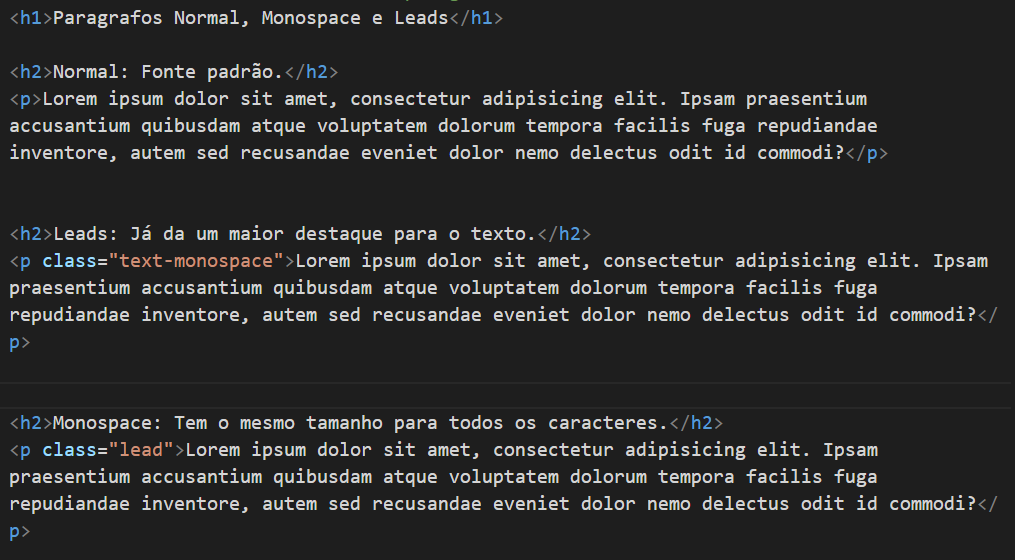 <h1>Paragrafos Normal, Monospace e Leads</h1>
<h2>Normal: Fonte padrão.</h2>
<p>Lorem ipsum dolor sit amet, consectetur adipisicing elit. Ipsam praesentium
accusantium quibusdam atque voluptatem dolorum tempora facilis fuga repudiandae
inventore, autem sed recusandae eveniet dolor nemo delectus odit id commodi?</p>
<h2>Leads: Já da um maior destaque para o texto.</h2>
<p class="text-monospace">Lorem ipsum dolor sit amet, consectetur adipisicing elit. Ipsam
praesentium accusantium quibusdam atque voluptatem dolorum tempora facilis fuga
repudiandae inventore, autem sed recusandae eveniet dolor nemo delectus odit id commodi?</
p>
<h2>Monospace: Tem o mesmo tamanho para todos os caracteres.</h2>
<p class="lead">Lorem ipsum dolor sit amet, consectetur adipisicing elit. Ipsam
praesentium accusantium quibusdam atque voluptatem dolorum tempora facilis fuga
repudiandae inventore, autem sed recusandae eveniet dolor nemo delectus odit id commodi?</
p>